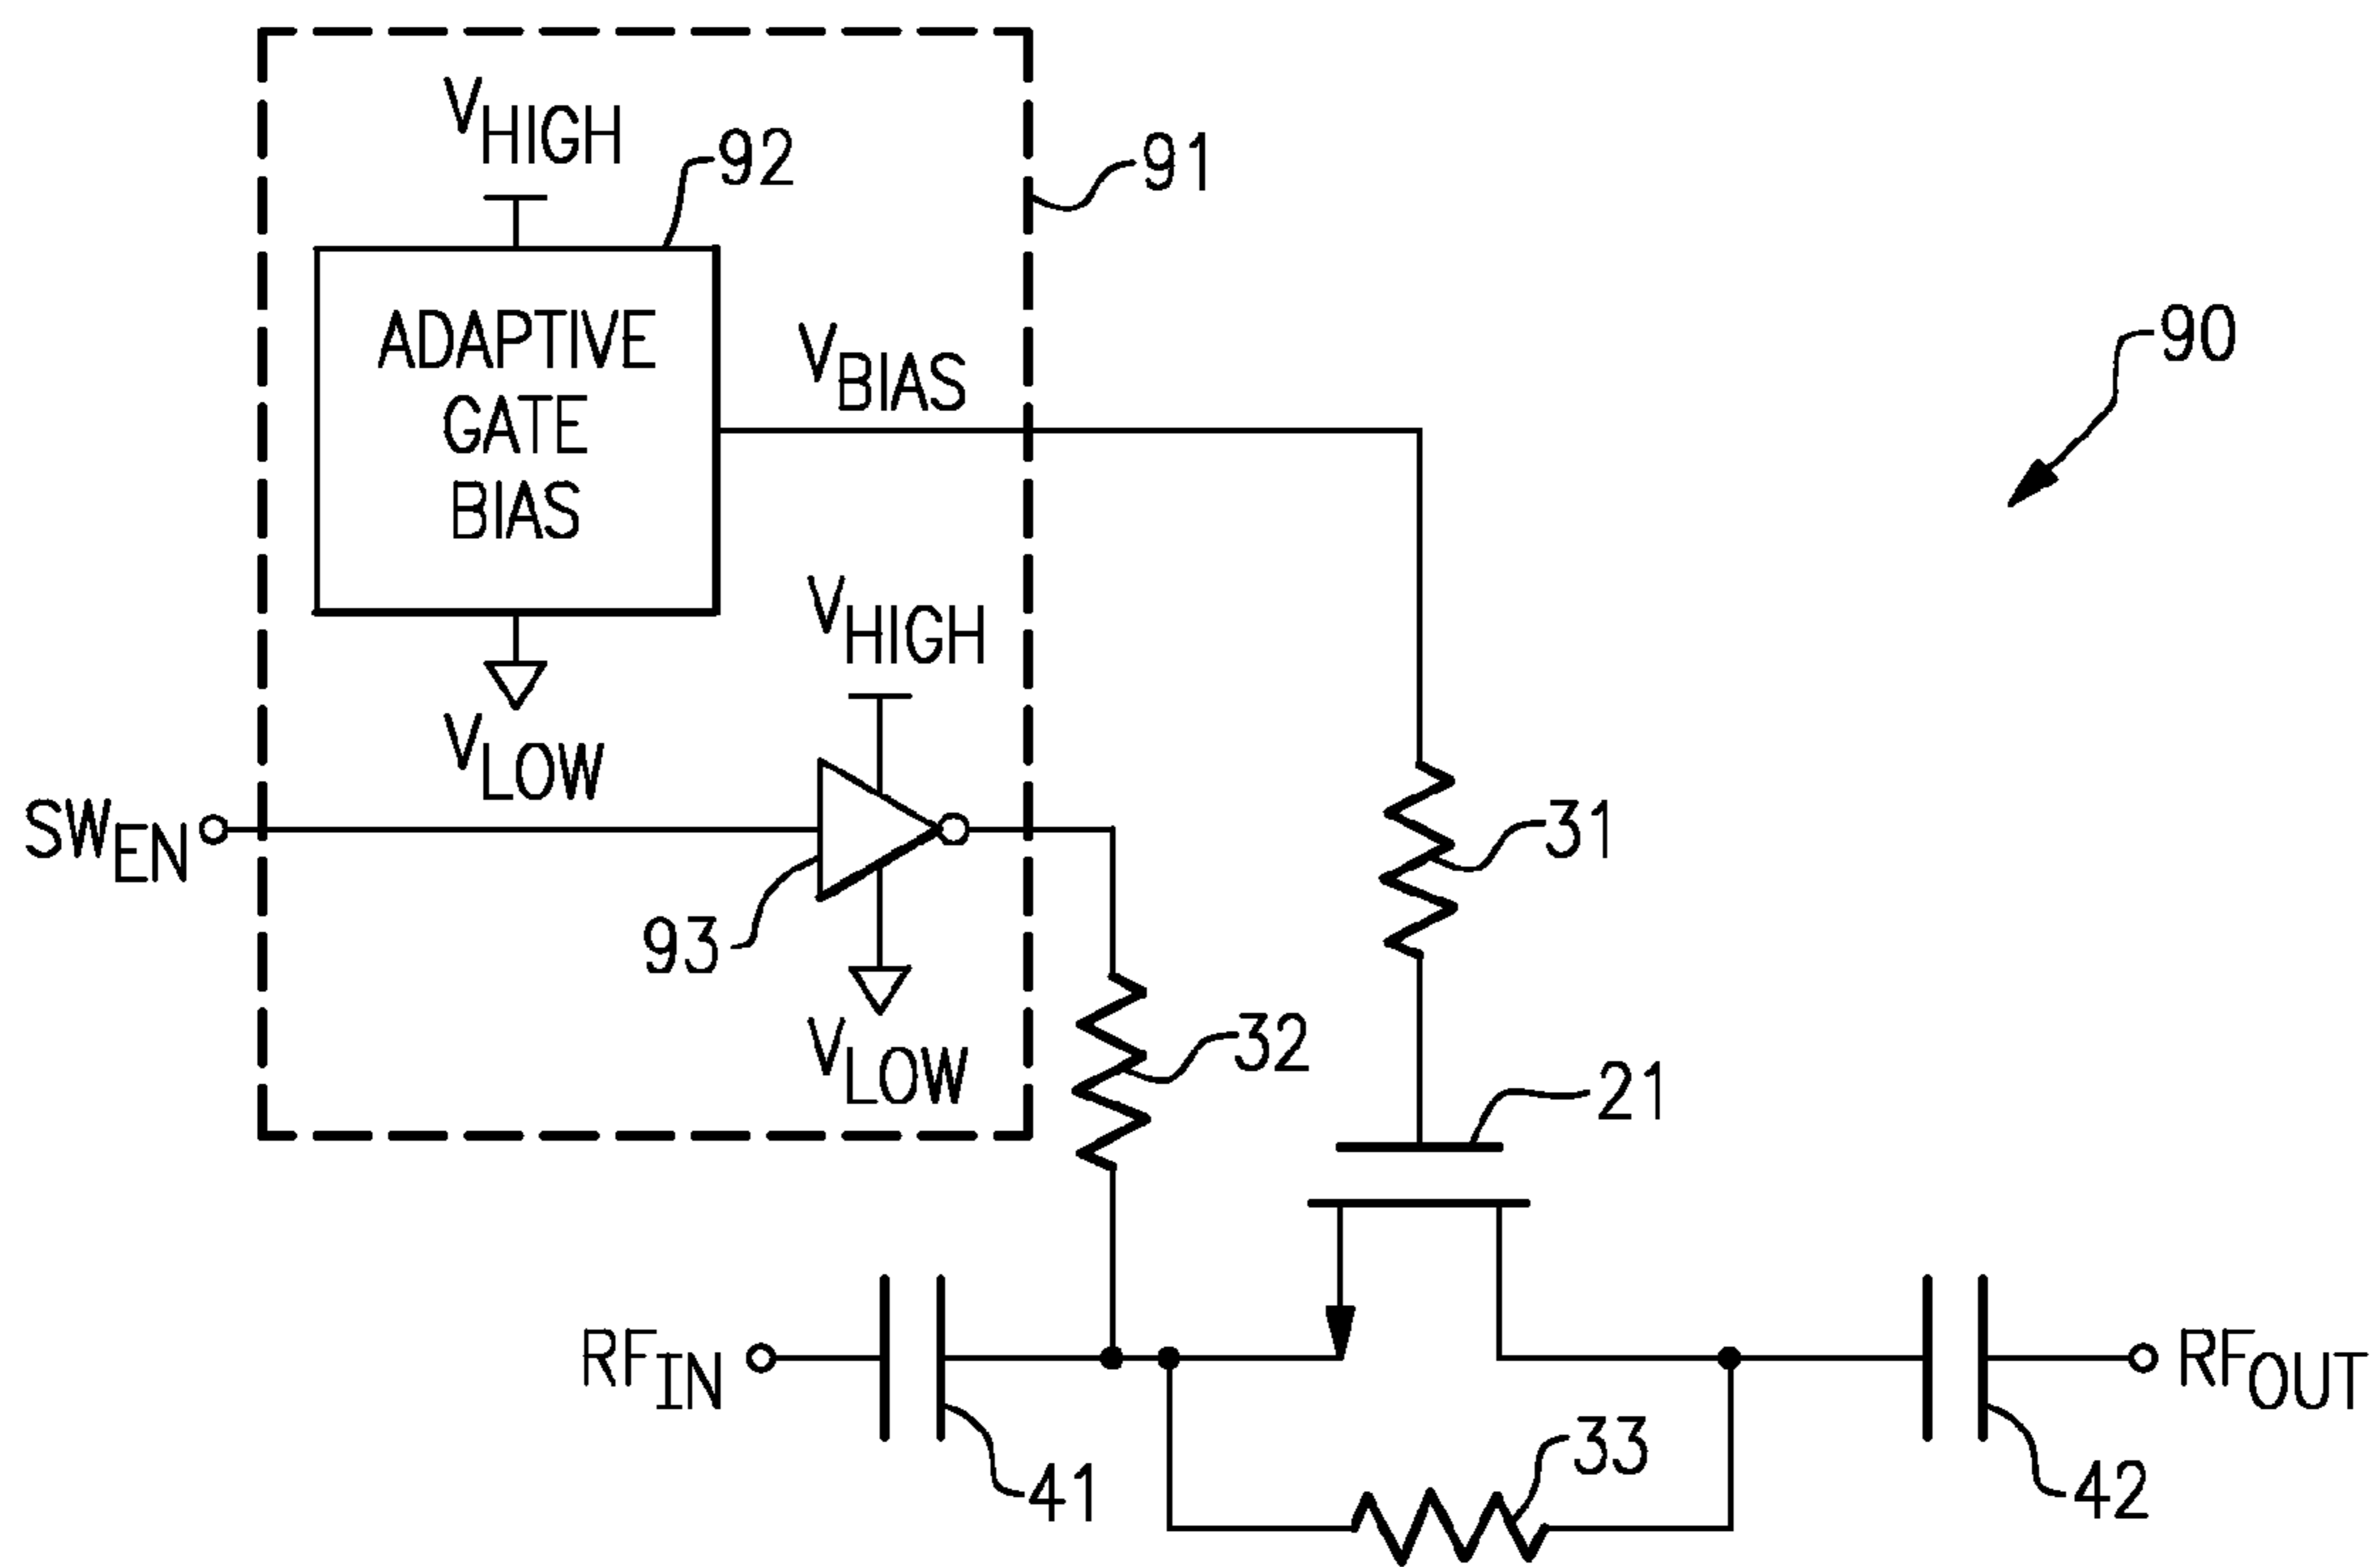 VHIGH
92
91
ADAPTIVE
GATE
BIAS
VBIAS
90
VHIGH
VLOW
SWEN
31
93
32
VLOW
21
RFIN
RFOUT
33
41
42